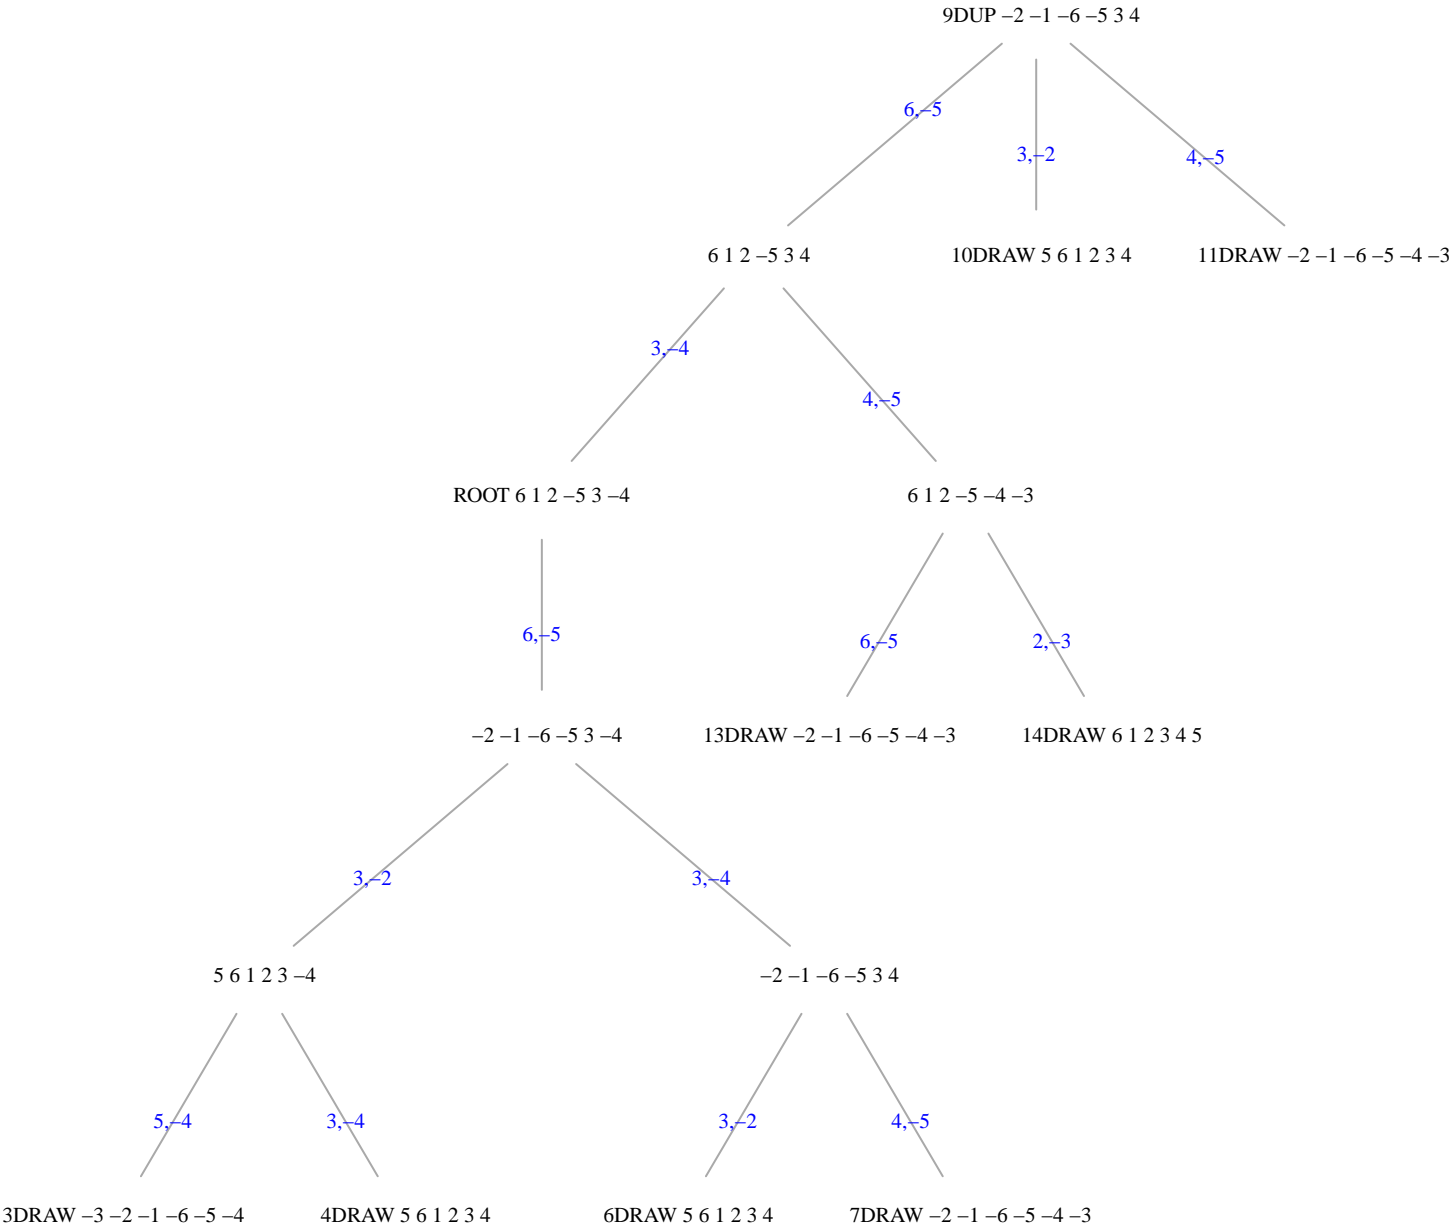 9DUP –2 –1 –6 –5 3 4
6,–5
3,–2
4,–5
6 1 2 –5 3 4
10DRAW 5 6 1 2 3 4
11DRAW –2 –1 –6 –5 –4 –3
3,–4
4,–5
ROOT 6 1 2 –5 3 –4
6 1 2 –5 –4 –3
6,–5
6,–5
2,–3
–2 –1 –6 –5 3 –4
13DRAW –2 –1 –6 –5 –4 –3
14DRAW 6 1 2 3 4 5
3,–2
3,–4
5 6 1 2 3 –4
–2 –1 –6 –5 3 4
5,–4
3,–4
3,–2
4,–5
3DRAW –3 –2 –1 –6 –5 –4
4DRAW 5 6 1 2 3 4
6DRAW 5 6 1 2 3 4
7DRAW –2 –1 –6 –5 –4 –3